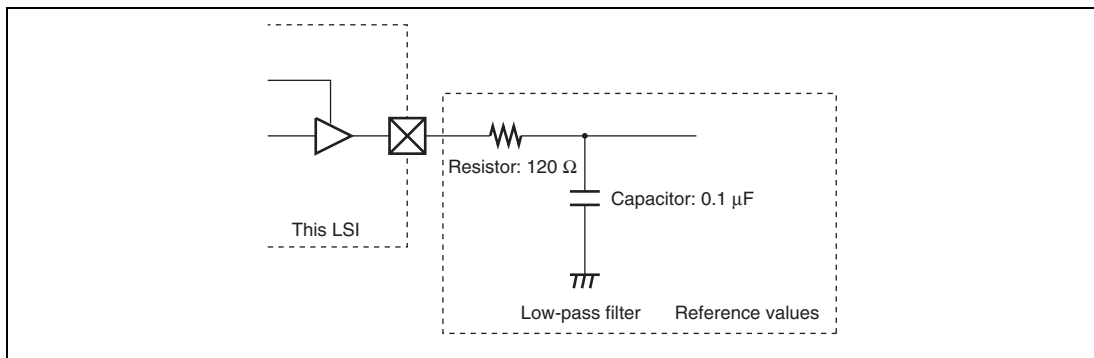 Resistor: 120 Ω
Capacitor: 0.1 μF
This LSI
Low-pass filter
Reference values